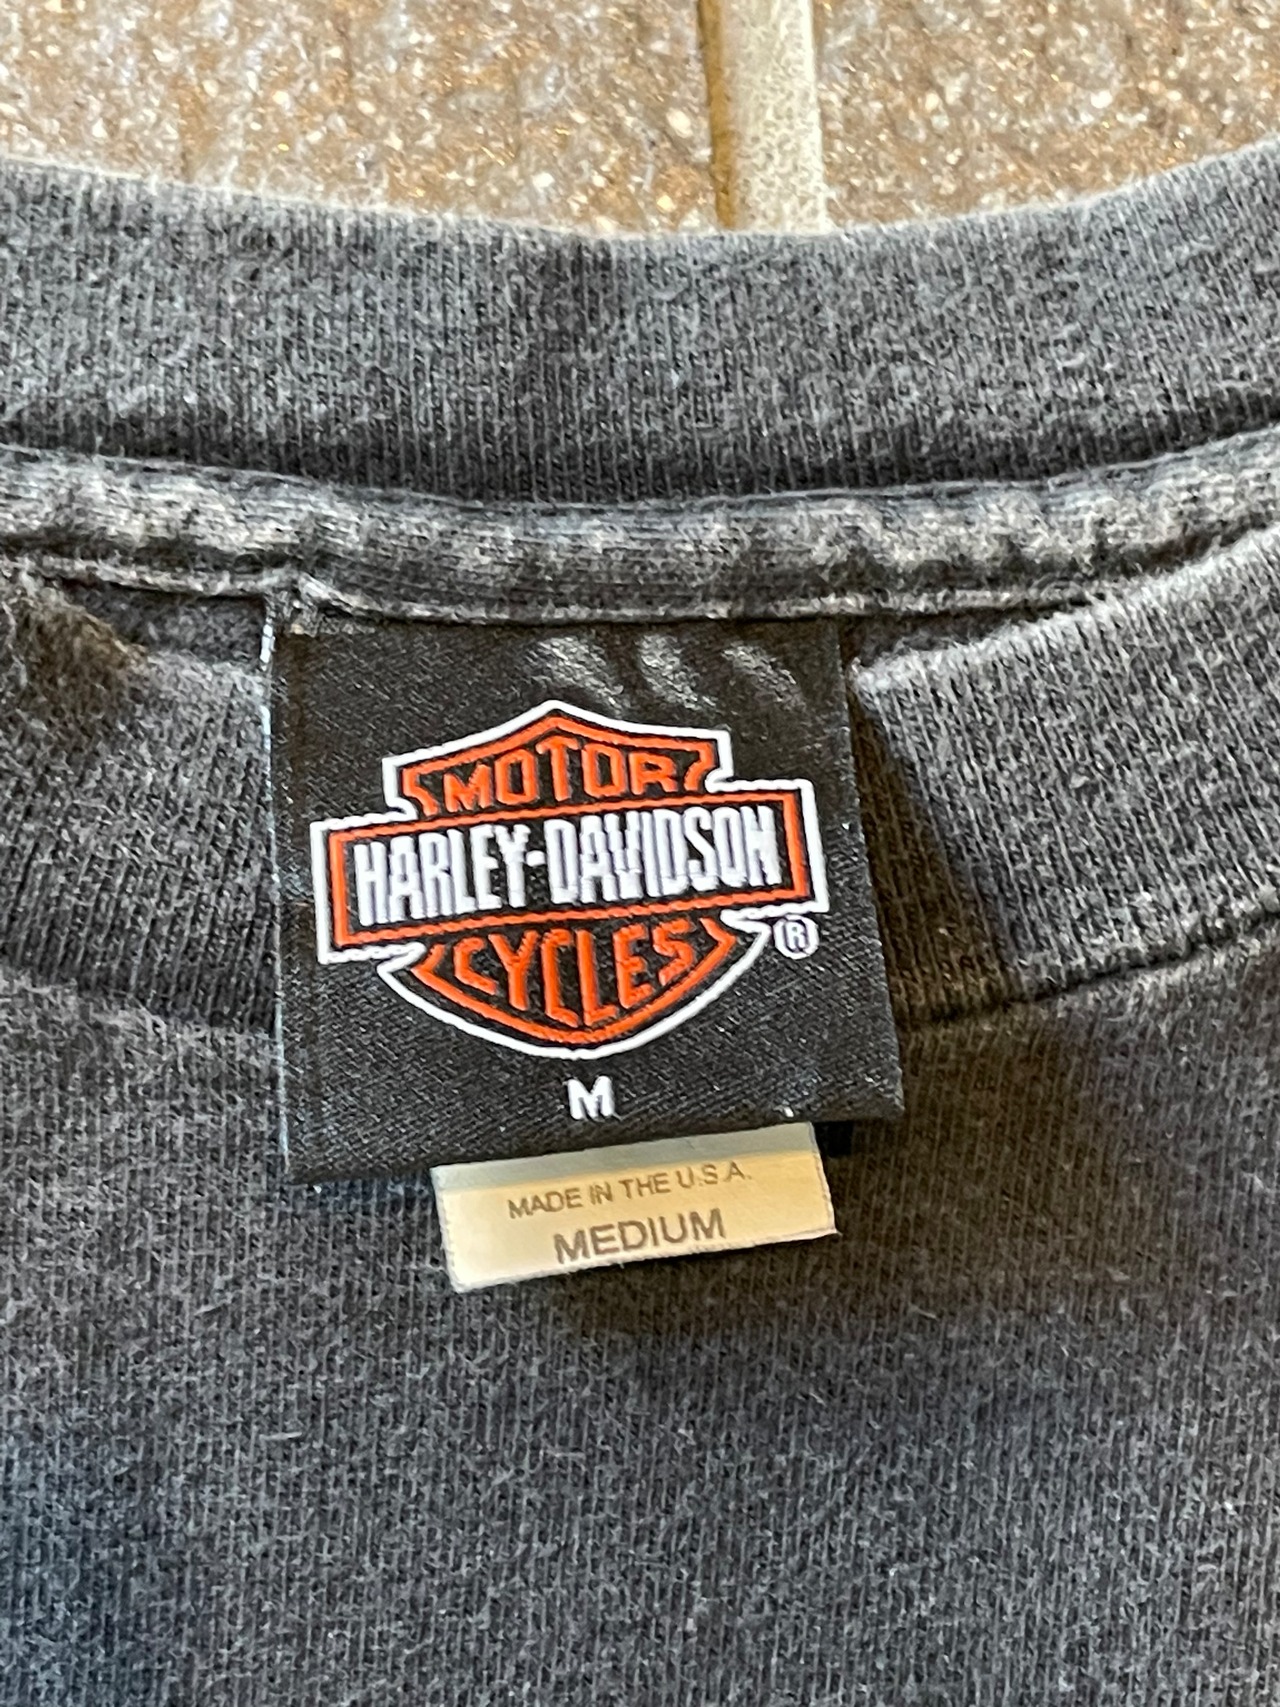 MOTOR
HARLEY-DAVIDSON
CYCLES
®
M
MADE IN THE U.S.A.
MEDIUM